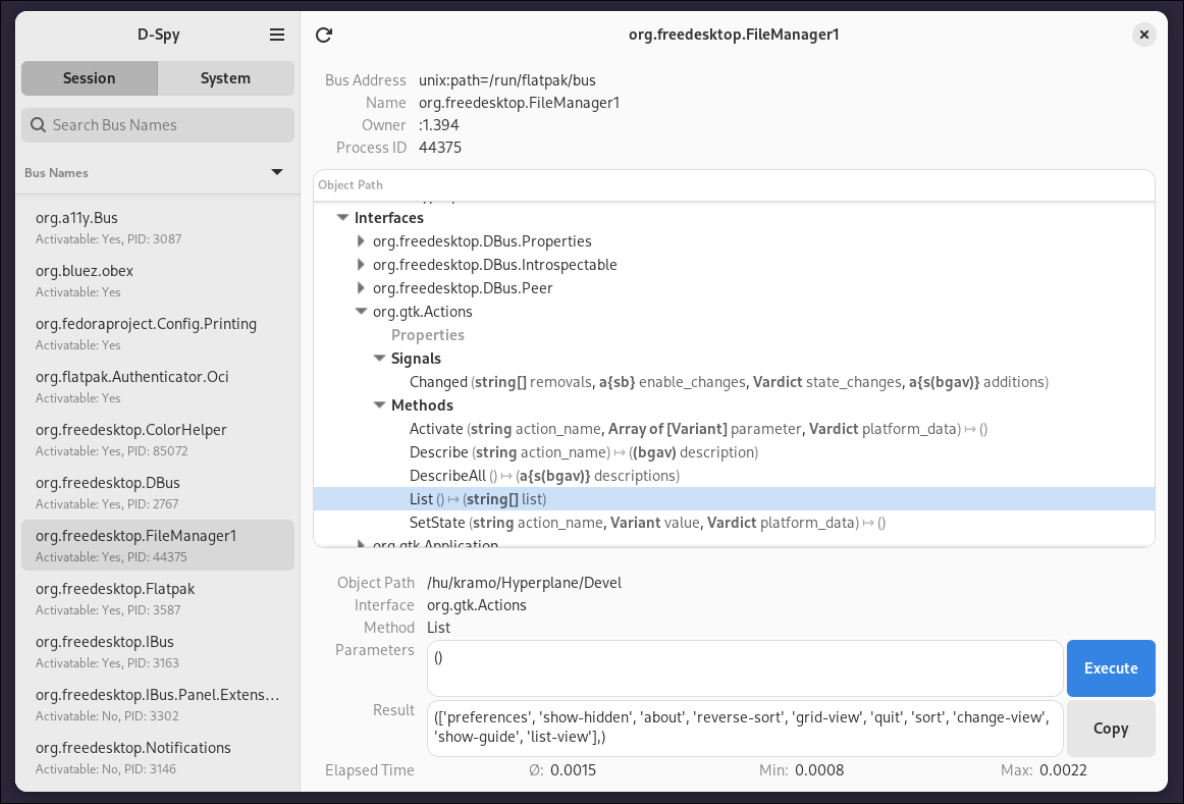 D-Spy
Session
System
Search Bus Names
Bus Names
org.a11y.Bus
Activatable: Yes, PID: 3087
org.bluez.obex
Activatable: Yes
org.fedoraproject.Config.Printing
Activatable: Yes
org.flatpak.Authenticator.Oci
Activatable: Yes
org.freedesktop.ColorHelper
Activatable: Yes, PID: 85072
org.freedesktop.DBus
Activatable: Yes, PID: 2767
org.freedesktop.FileManager1
Activatable: Yes, PID: 44375
org.freedesktop.Flatpak
Activatable: Yes, PID: 3587
org.freedesktop.IBus
Activatable: Yes, PID: 3163
org.freedesktop.IBus.Panel.Extens…
Activatable: No, PID: 3302
org.freedesktop.Notifications
Activatable: No, PID: 3146
org.freedesktop.FileManager1
Bus Address unix:path=/run/flatpak/bus
Name org.freedesktop.FileManager1
Owner :1.394
Process ID 44375
Object Path
Interfaces
org.freedesktop.DBus.Properties
org.freedesktop.DBus.Introspectable
org.freedesktop.DBus.Peer
org.gtk.Actions
Properties
Signals
Changed (string[] removals, a{sb} enable_changes, Vardict state_changes, a{s(bgav)} additions)
Methods
Activate (string action_name, Array of [Variant] parameter, Vardict platform_data) ↦ ()
Describe (string action_name) ↦ ((bgav) description)
DescribeAll () ↦ (a{s(bgav)} descriptions)
List () ↦ (string[] list)
SetState (string action_name, Variant value, Vardict platform_data) ↦ ()
org.gtk.Application
Object Path /hu/kramo/Hyperplane/Devel
Interface org.gtk.Actions
Method List
Parameters ()
Execute
Result (['preferences', 'show-hidden', 'about', 'reverse-sort', 'grid-view', 'quit', 'sort', 'change-view',
'show-guide', 'list-view'],)
Copy
Elapsed Time Ø: 0.0015 Min: 0.0008 Max: 0.0022